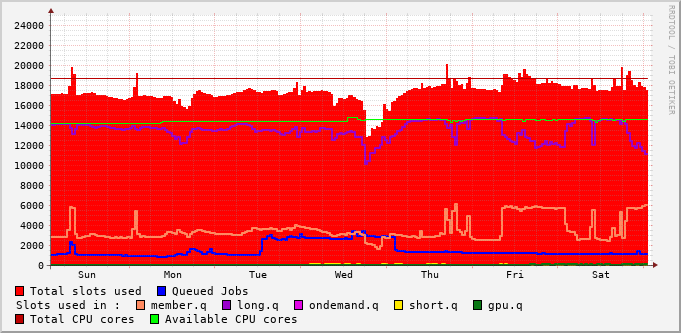 24000
22000
20000
18000
16000
14000
12000
10000
8000
6000
4000
2000
0
Sun Mon Tue Wed Thu Fri Sat
RRDTOOL / TOBI OETIKER
Total slots used Queued Jobs
Slots used in : member.q long.q ondemand.q short.q gpu.q
Total CPU cores Available CPU cores